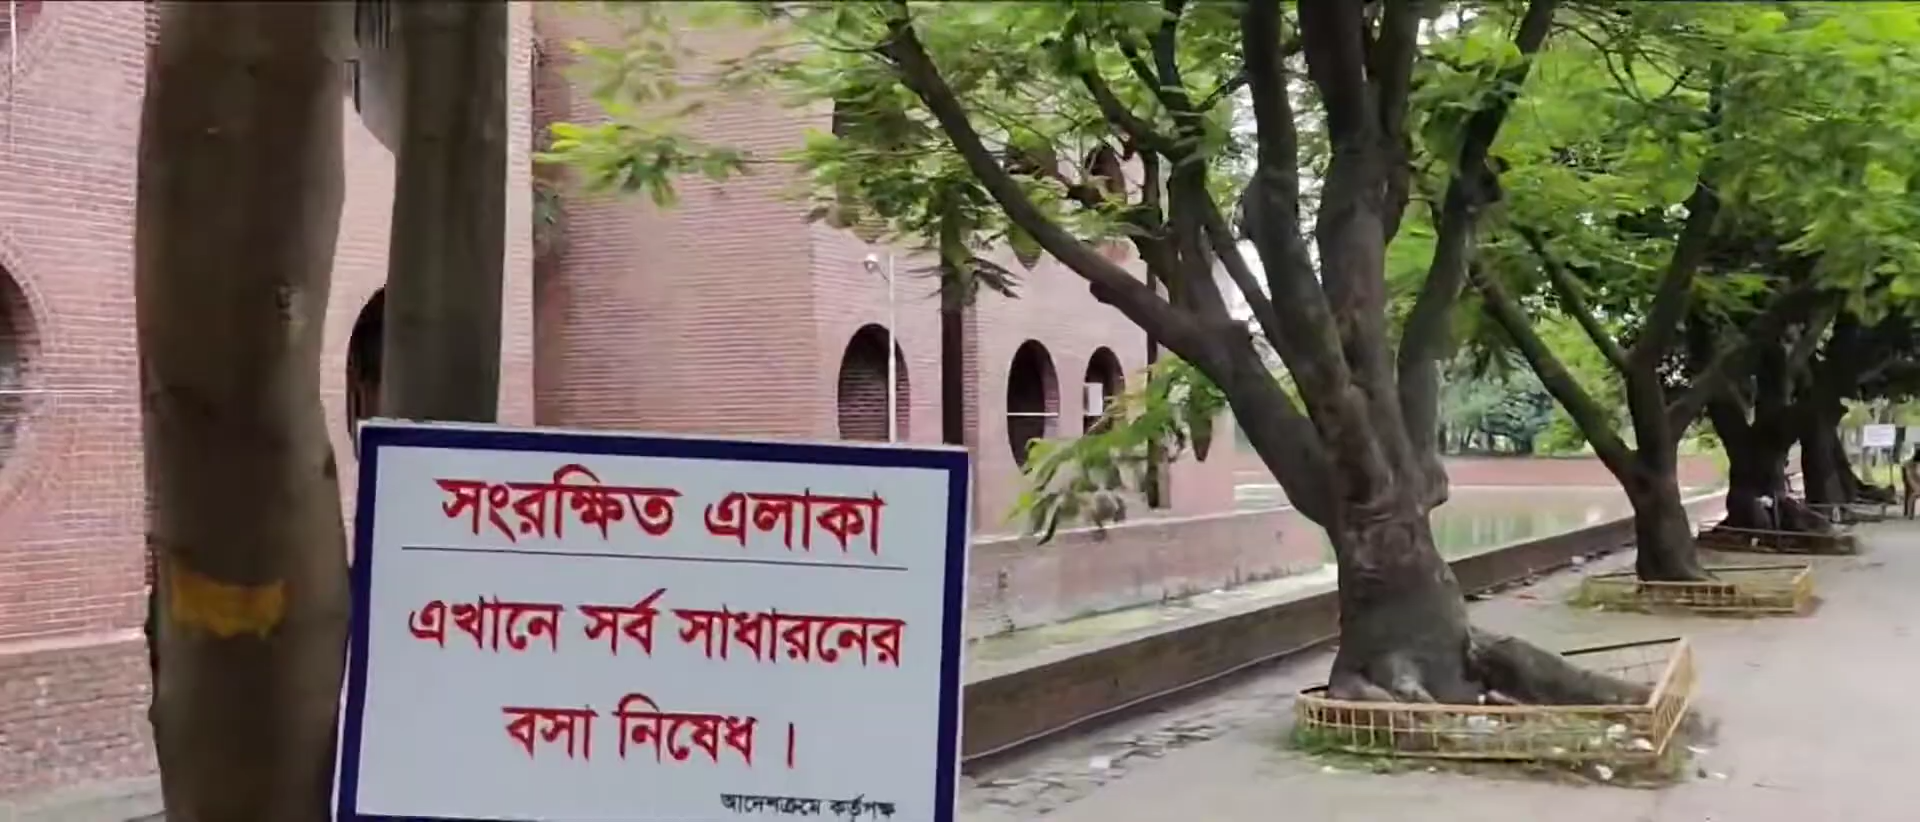 সংরক্ষিত এলাকা
এখানে সর্ব সাধারনের
বসা নিষেধ।
আদেশক্রমে কর্তৃপক্ষ